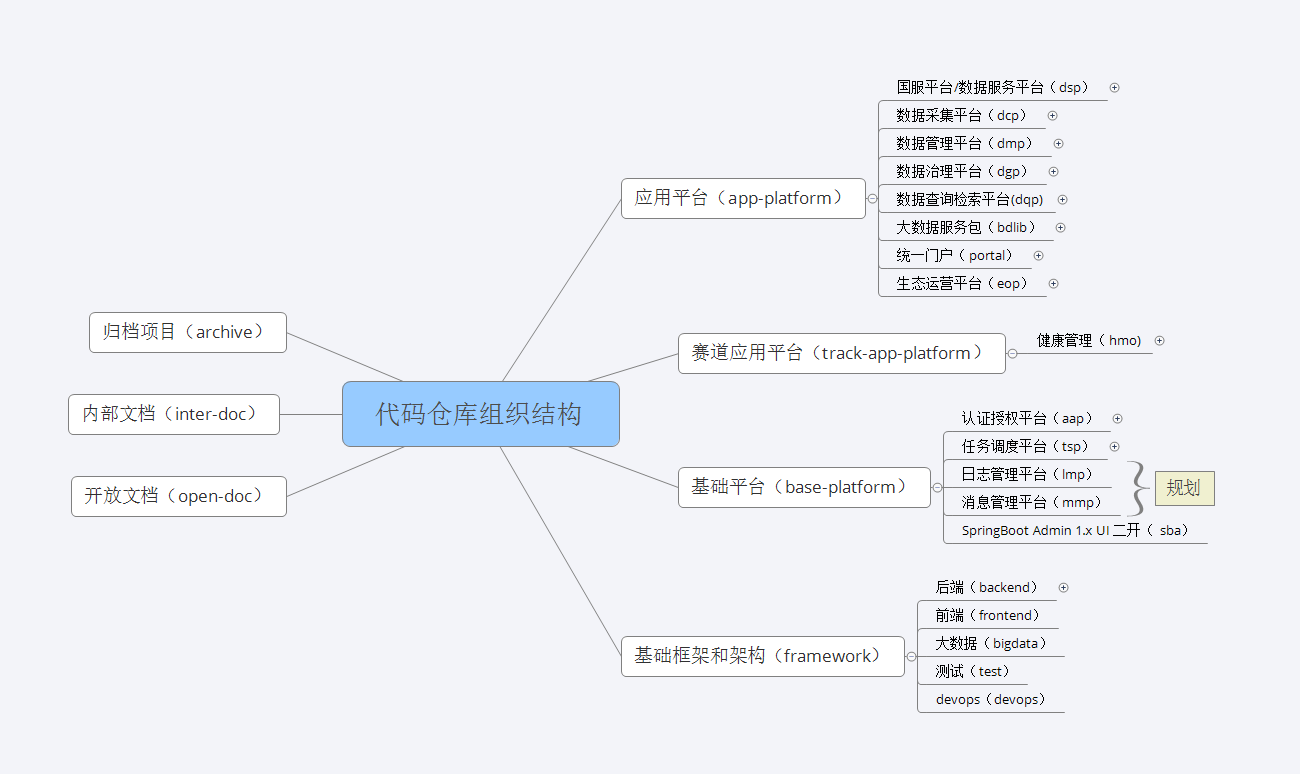 代码仓库组织结构
应用平台（app-platform）
国服平台/数据服务平台（dsp）
数据采集平台（dcp）
数据管理平台（dmp）
数据治理平台（dgp）
数据查询检索平台(dqp)
大数据服务包（bdlib）
统一门户（ portal）
生态运营平台（eop）
赛道应用平台（track-app-platform）
健康管理（ hmo)
基础平台（base-platform）
认证授权平台（aap）
任务调度平台（tsp）
日志管理平台（lmp）
消息管理平台（mmp）
规划
SpringBoot Admin 1.x UI 二开（ sba）
基础框架和架构（framework）
后端（backend）
前端（frontend）
大数据（bigdata）
测试（test）
devops（devops）
归档项目（archive）
内部文档（inter-doc）
开放文档（open-doc）